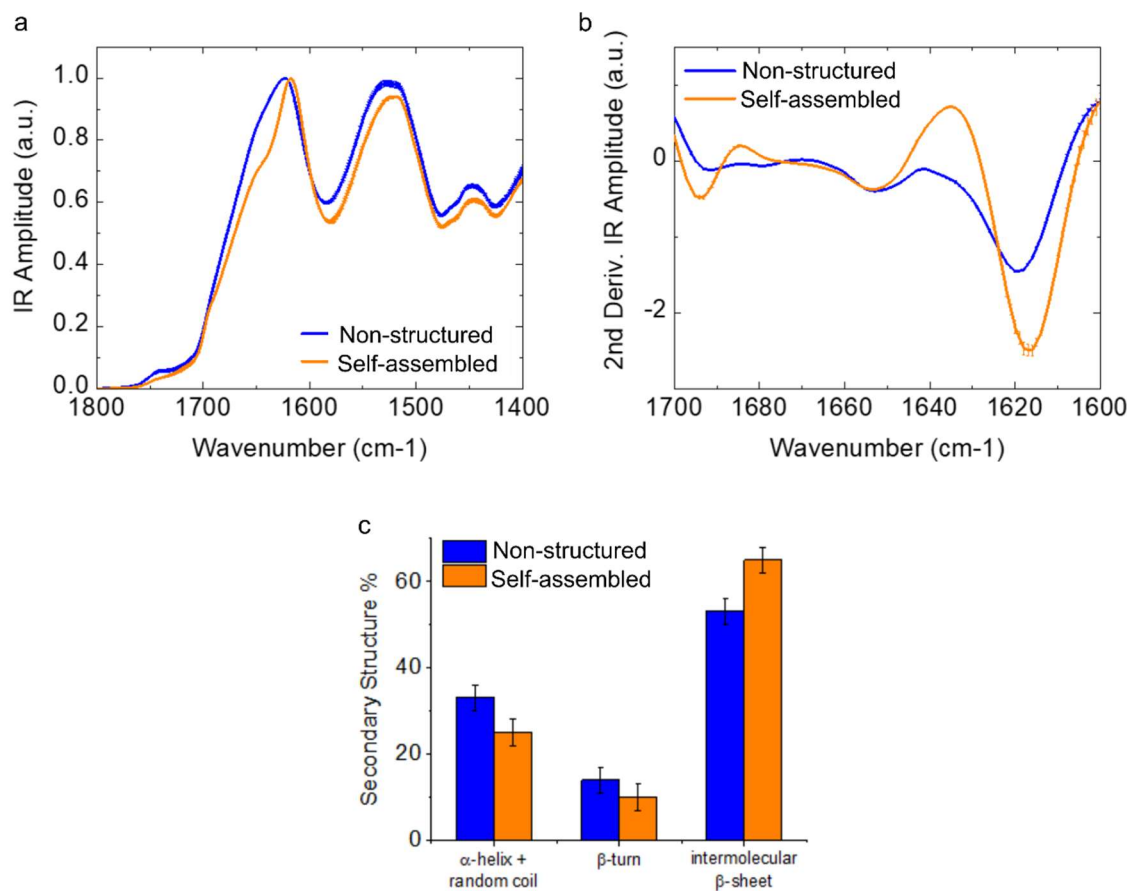 a
1.0
0.8
0.6
0.4
0.2
0.0
IR Amplitude (a.u.)
Non-structured
Self-assembled
1800 1700 1600 1500 1400
Wavenumber (cm-1)
b
0
-2
2nd Deriv. IR Amplitude (a.u.)
Non-structured
Self-assembled
1700 1680 1660 1640 1620 1600
Wavenumber (cm-1)
c
60
40
20
0
Secondary Structure %
Non-structured
Self-assembled
α-helix +
random coil
β-turn
intermolecular
β-sheet